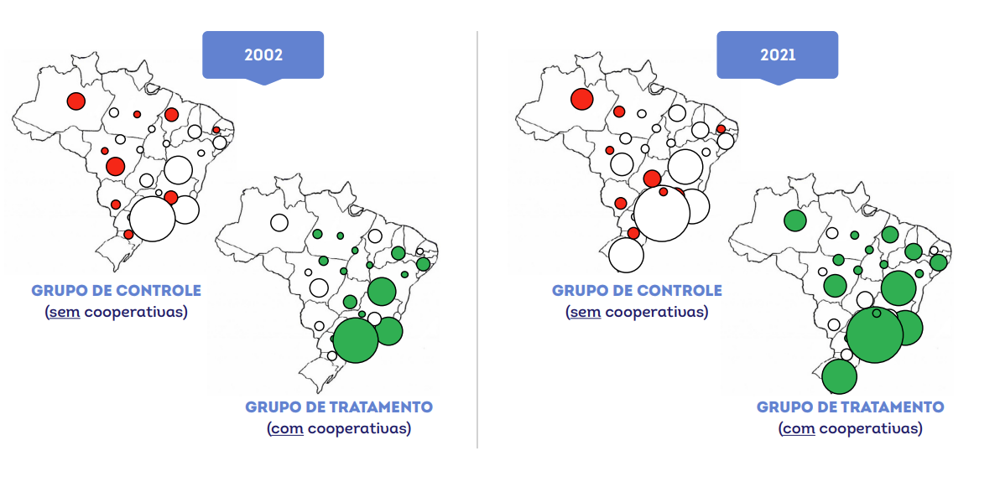 2002
GRUPO DE CONTROLE
(sem cooperativas)
GRUPO DE TRATAMENTO
(com cooperativas)
2021
GRUPO DE CONTROLE
(sem cooperativas)
GRUPO DE TRATAMENTO
(com cooperativas)